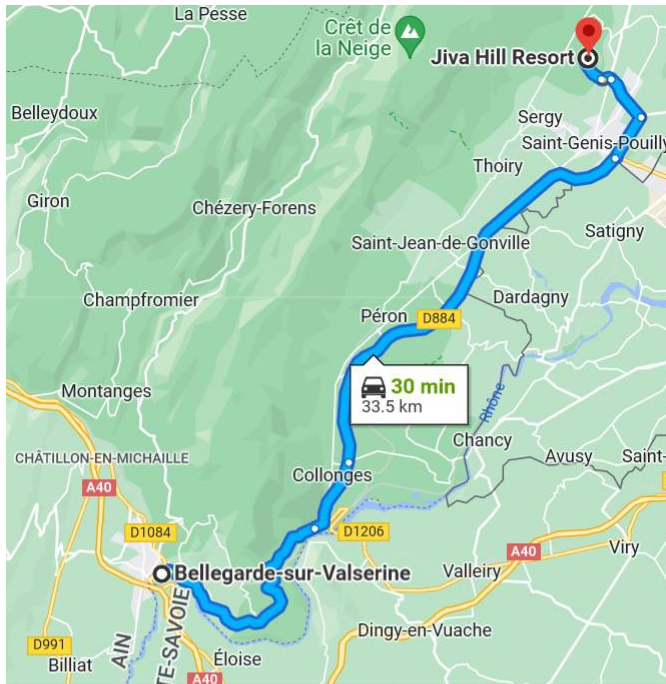 La Pesse
Crêt de
la Neige
Jiva Hill Resort
Belleydoux
Sergy
Saint-Genis-Pouilly
Thoiry
Giron
Chézery-Forens
Satigny
Saint-Jean-de-Gonville
Dardagny
Champfromier
Péron
D884
30 min
33.5 km
Rhône
Montanges
Chancy
CHÂTILLON-EN-MICHAILLE
Avusy
Saint-
Collonges
A40
D1084
D1206
A40
Viry
Bellegarde-sur-Valserine
Valleiry
Dingy-en-Vuache
D991
Billiat
AIN
TE-SAVOIE
Éloise
A40